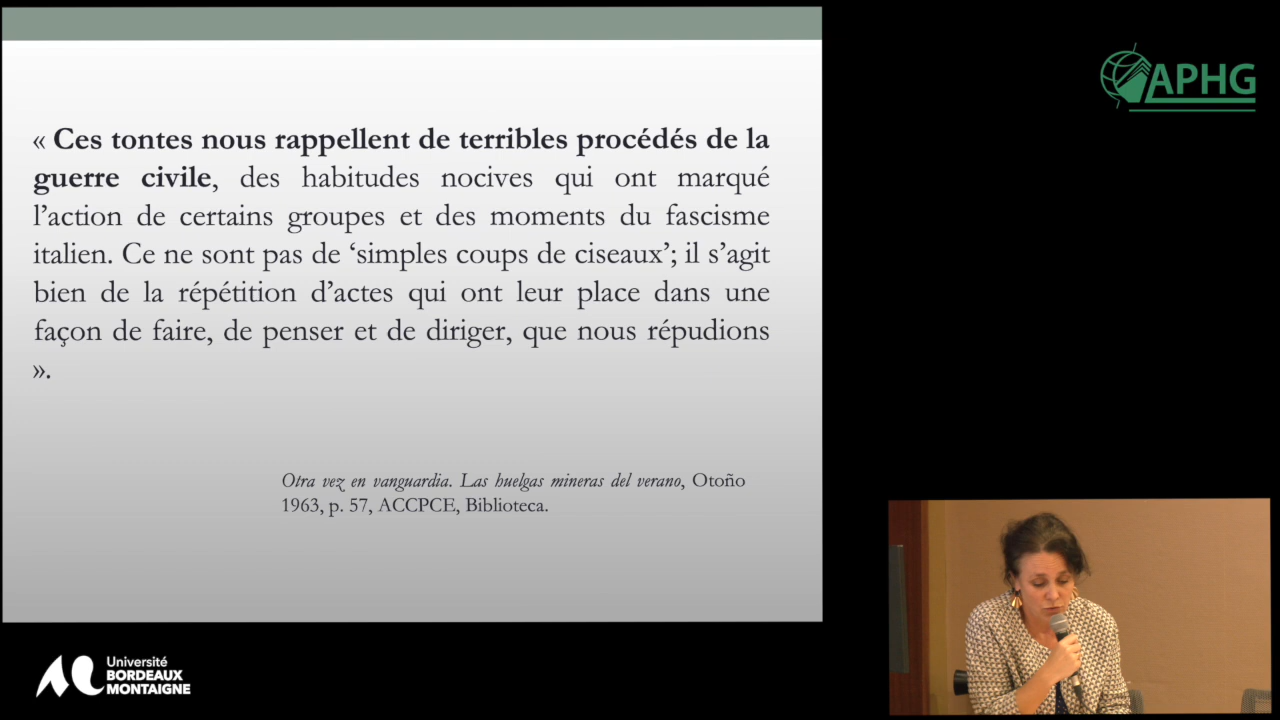 « Ces tontes nous rappellent de terribles procédés de la
guerre civile, des habitudes nocives qui ont marqué
l’action de certains groupes et des moments du fascisme
italien. Ce ne sont pas de ‘simples coups de ciseaux’; il s’agit
bien de la répétition d’actes qui ont leur place dans une
façon de faire, de penser et de diriger, que nous répudions
».
Otra vez en vanguardia. Las huelgas mineras del verano, Otoño
1963, p. 57, ACCPCE, Biblioteca.
APHG
Université
BORDEAUX
MONTAIGNE